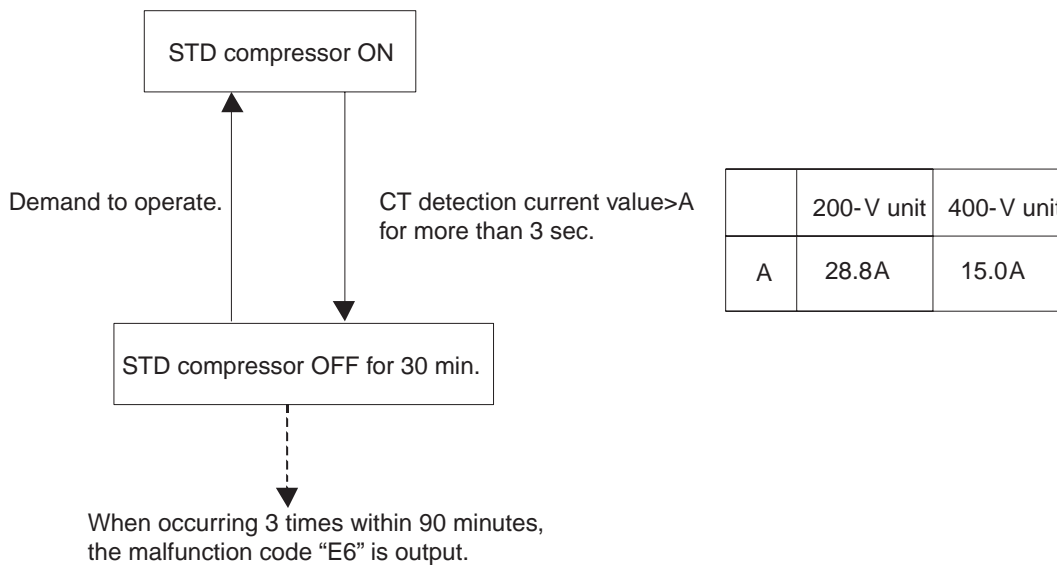 STD compressor ON
Demand to operate.
CT detection current value>A
for more than 3 sec.
200-V unit 400-V unit
A 28.8A 15.0A
STD compressor OFF for 30 min.
When occurring 3 times within 90 minutes,
the malfunction code “E6” is output.